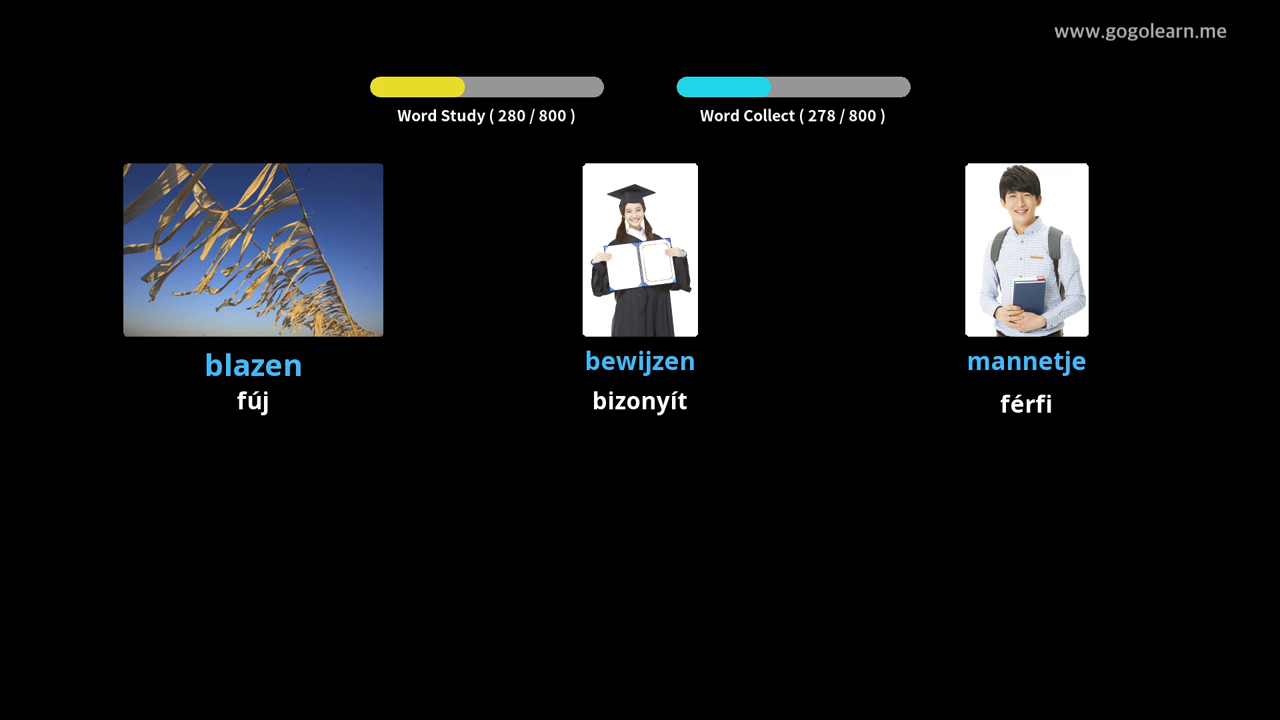 www.gogolearn.me
Word Study ( 280 / 800 )
Word Collect ( 278 / 800 )
blazen
fúj
bewijzen
bizonyít
mannetje
férfi